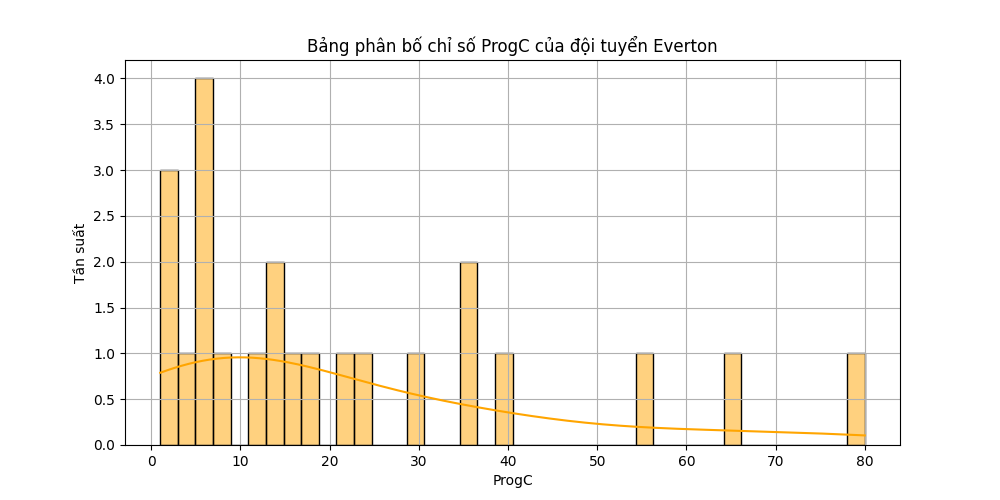 Bảng phân bố chỉ số ProgC của đội tuyển Everton
4.0
3.5
3.0
2.5
2.0
1.5
1.0
0.5
0.0
Tần suất
0 10 20 30 40 50 60 70 80
ProgC